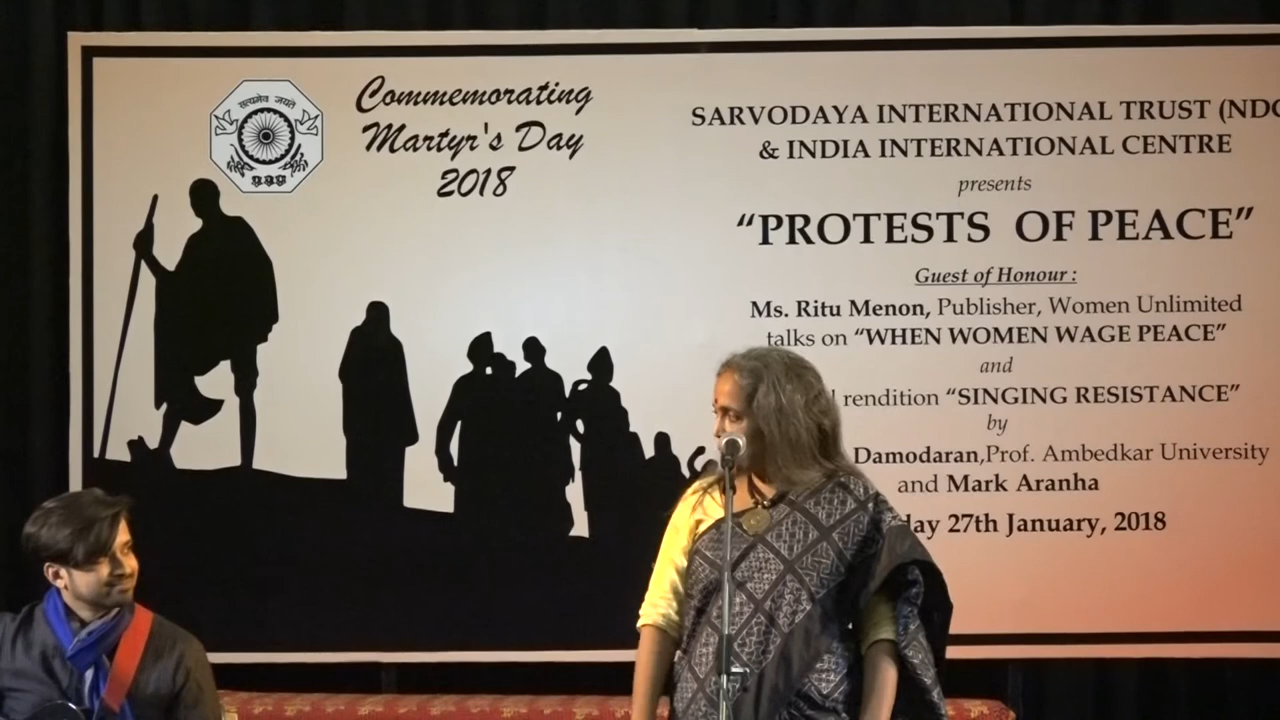 सत्यमेव जयते
Commemorating
Martyr's Day
2018
SARVODAYA INTERNATIONAL TRUST (NDC
& INDIA INTERNATIONAL CENTRE
presents
“PROTESTS OF PEACE”
Guest of Honour :
Ms. Ritu Menon, Publisher, Women Unlimited
talks on “WHEN WOMEN WAGE PEACE”
and
rendition “SINGING RESISTANCE”
by
Damodaran,Prof. Ambedkar University
and Mark Aranha
27th January, 2018